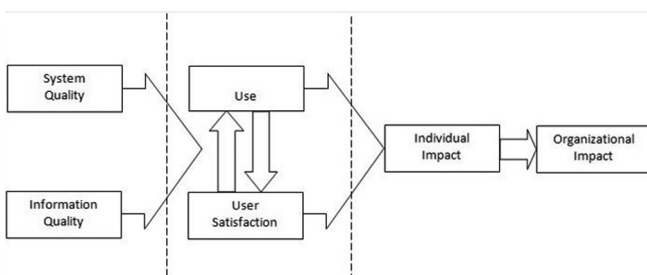 System
Quality
Information
Quality
Use
User
Satisfaction
Individual
Impact
Organizational
Impact